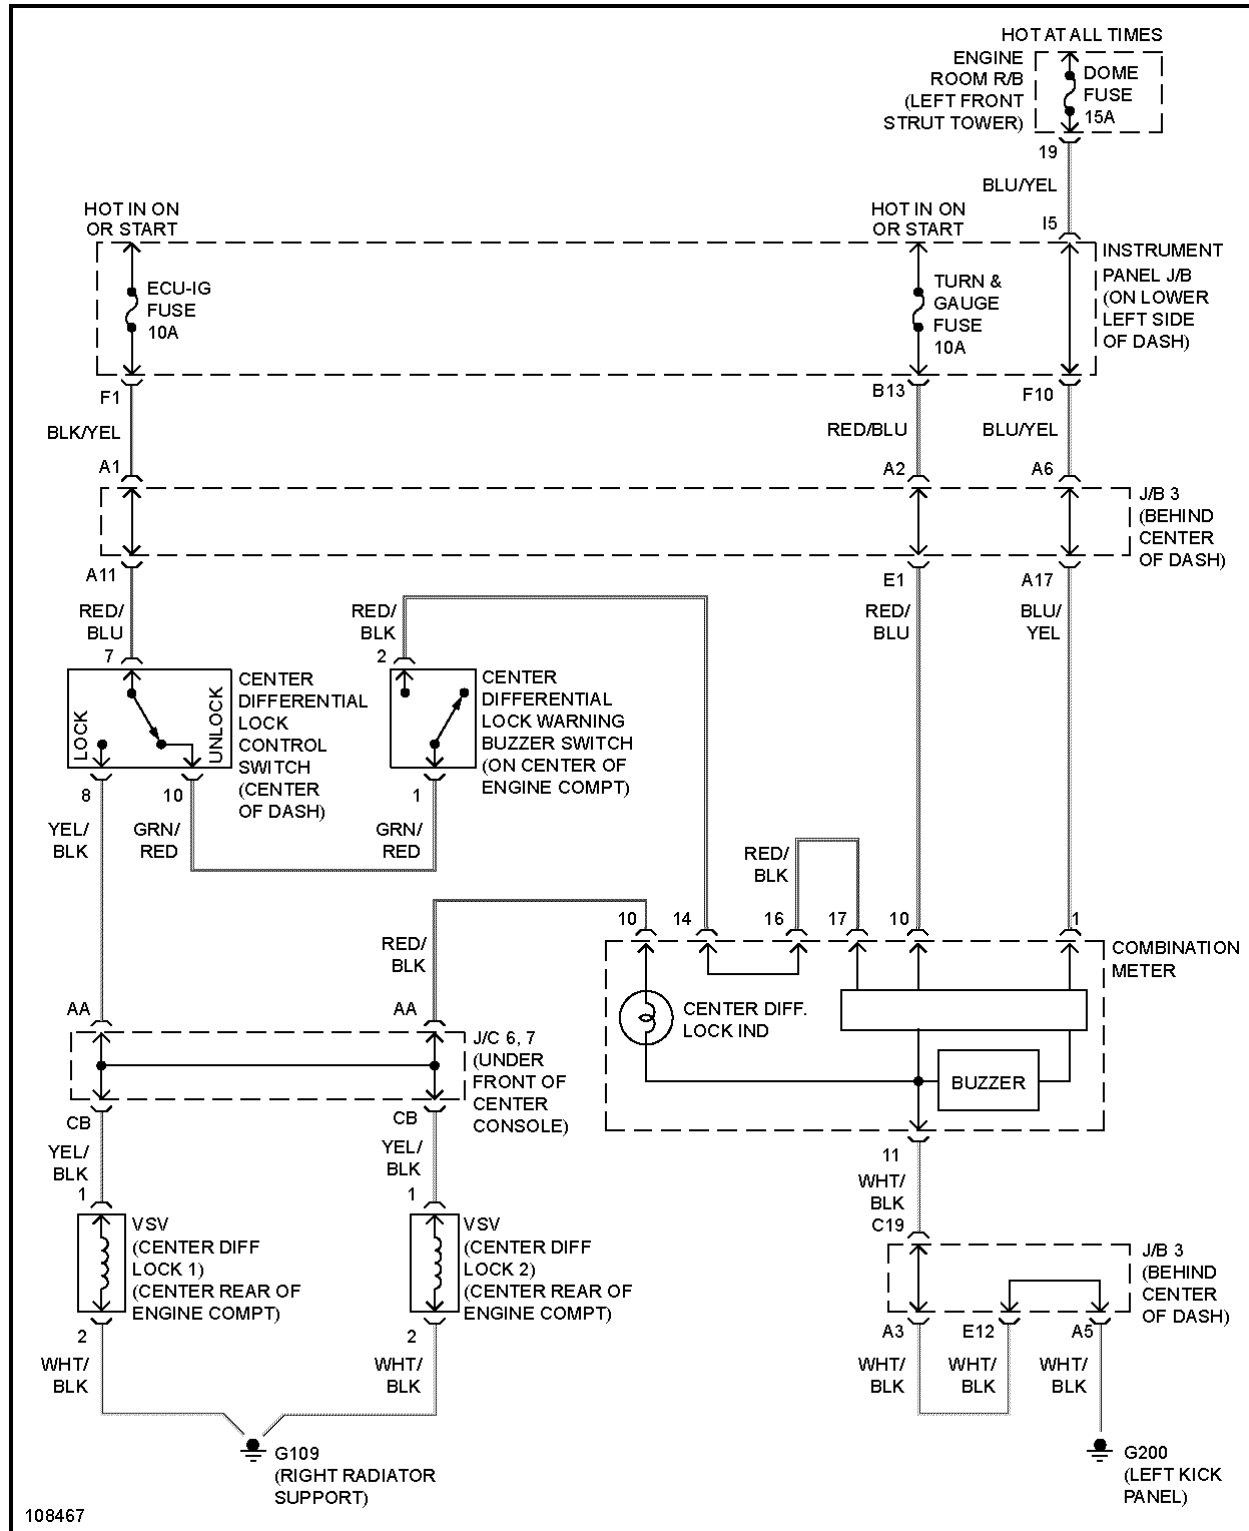 HOT AT ALL TIMES
ENGINE
ROOM R/B
(LEFT FRONT
STRUT TOWER)
DOME
FUSE
15A
19
BLU/YEL
I5
HOT IN ON
OR START
HOT IN ON
OR START
ECU-IG
FUSE
10A
TURN &
GAUGE
FUSE
10A
INSTRUMENT
PANEL J/B
(ON LOWER
LEFT SIDE
OF DASH)
F1
B13
F10
BLK/YEL
RED/BLU
BLU/YEL
A1
A2
A6
J/B 3
(BEHIND
CENTER
OF DASH)
A11
E1
A17
RED/
BLU
RED/
BLK
RED/
BLU
BLU/
YEL
7
2
LOCK
UNLOCK
CENTER
DIFFERENTIAL
LOCK
CONTROL
SWITCH
(CENTER
OF DASH)
CENTER
DIFFERENTIAL
LOCK WARNING
BUZZER SWITCH
(ON CENTER OF
ENGINE COMPT)
8
10
1
YEL/
BLK
GRN/
RED
GRN/
RED
RED/
BLK
10
14
16
17
10
1
RED/
BLK
COMBINATION
METER
CENTER DIFF.
LOCK IND
BUZZER
AA
AA
J/C 6, 7
(UNDER
FRONT OF
CENTER
CONSOLE)
CB
CB
YEL/
BLK
YEL/
BLK
11
WHT/
BLK
C19
1
1
VSV
(CENTER DIFF
LOCK 1)
(CENTER REAR OF
ENGINE COMPT)
VSV
(CENTER DIFF
LOCK 2)
(CENTER REAR OF
ENGINE COMPT)
J/B 3
(BEHIND
CENTER
OF DASH)
2
2
A3
E12
A5
WHT/
BLK
WHT/
BLK
WHT/
BLK
WHT/
BLK
WHT/
BLK
G109
(RIGHT RADIATOR
SUPPORT)
G200
(LEFT KICK
PANEL)
108467